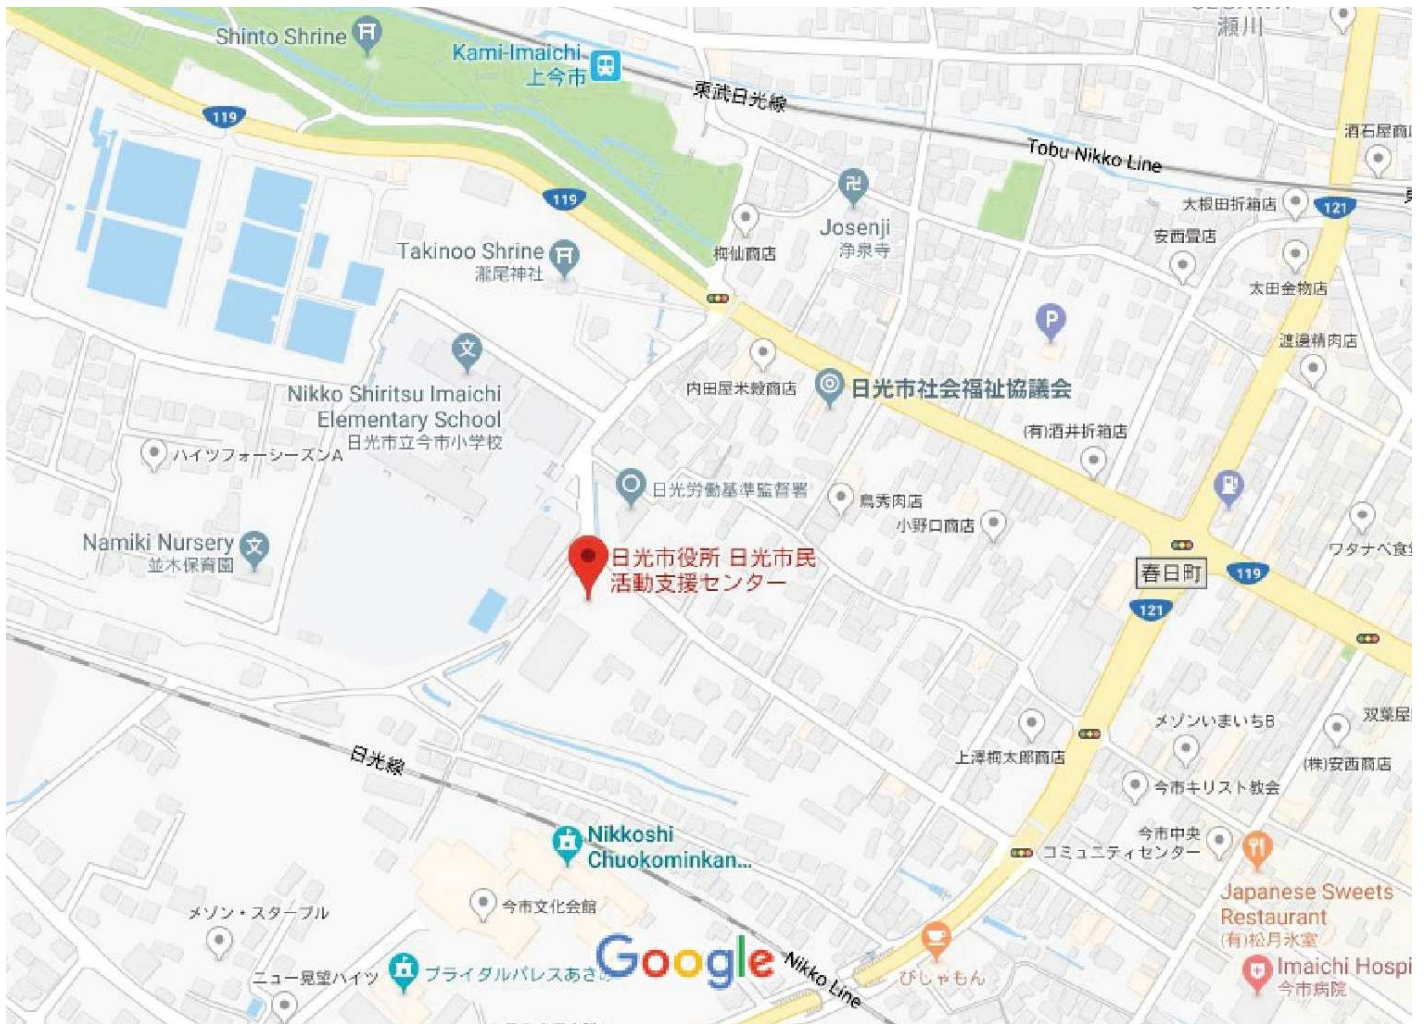 瀬川
Shinto Shrine
Kami-Imaichi
上今市
東武日光線
119
酒石屋商店
Tobu Nikko Line
119
121
大根田折箱店
Josenji
浄泉寺
安西畳店
Takinoo Shrine
瀧尾神社
梅仙商店
太田金物店
P
渡邊精肉店
文
Nikko Shiritsu Imaichi
Elementary School
日光市立今市小学校
内田屋米穀商店
日光市社会福祉協議会
(有)酒井折箱店
ハイツフォーシーズンA
日光労働基準監督署
鳥秀肉店
小野口商店
Namiki Nursery
並木保育園
文
日光市役所 日光市民
活動支援センター
ワタナベ食堂
春日町
119
121
日光線
上澤梅太郎商店
メゾンいまいちB
双葉屋
(株)安西商店
今市キリスト教会
Nikkoshi
Chuokominkan...
今市中央
コミュニティセンター
Japanese Sweets
Restaurant
(有)松月氷室
メゾン・スターブル
今市文化会館
Google
ニュー見望ハイツ
ブライダルパレスあさの
Nikko Line
びしゃもん
Imaichi Hospi
今市病院